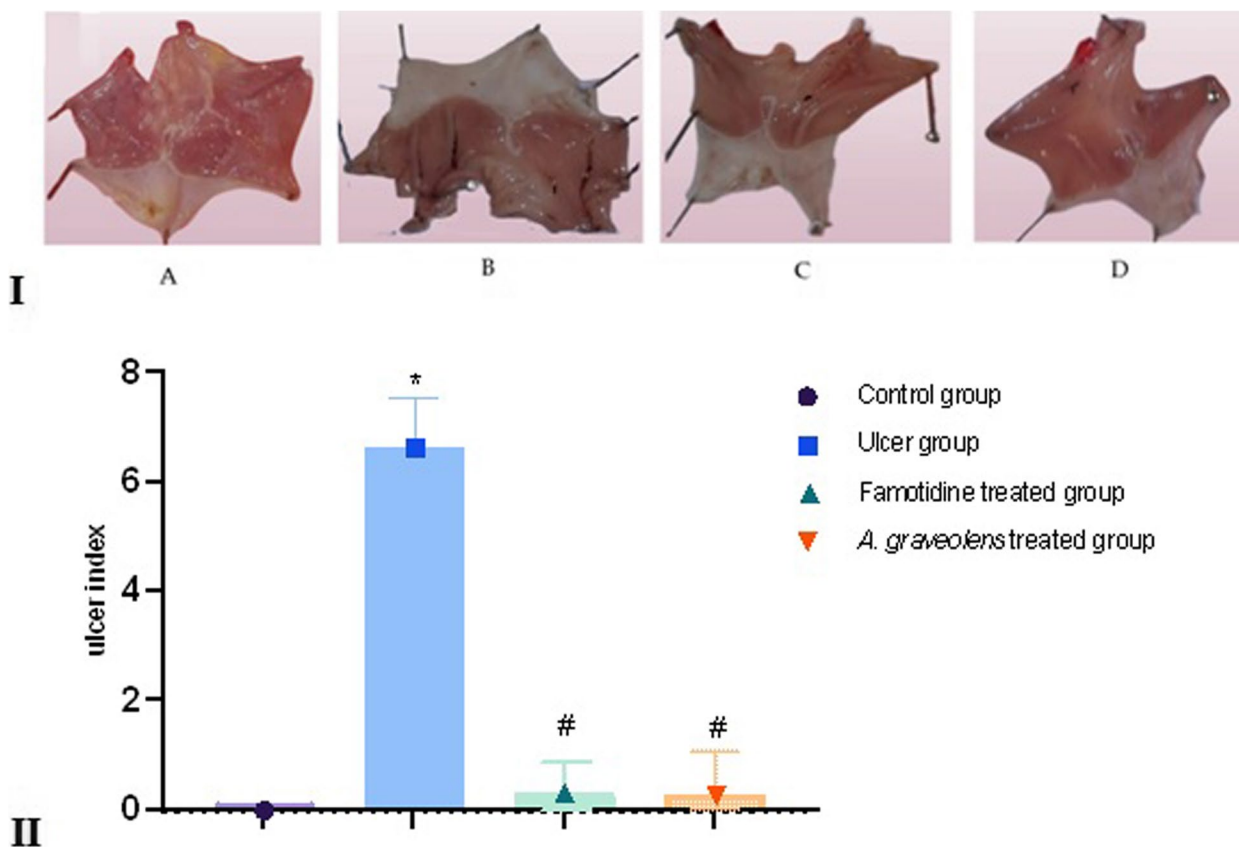 A
B
C
D
I
8
6
4
2
0
ulcer index
*
#
#
Control group
Ulcer group
Famotidine treated group
A. graveolens treated group
II